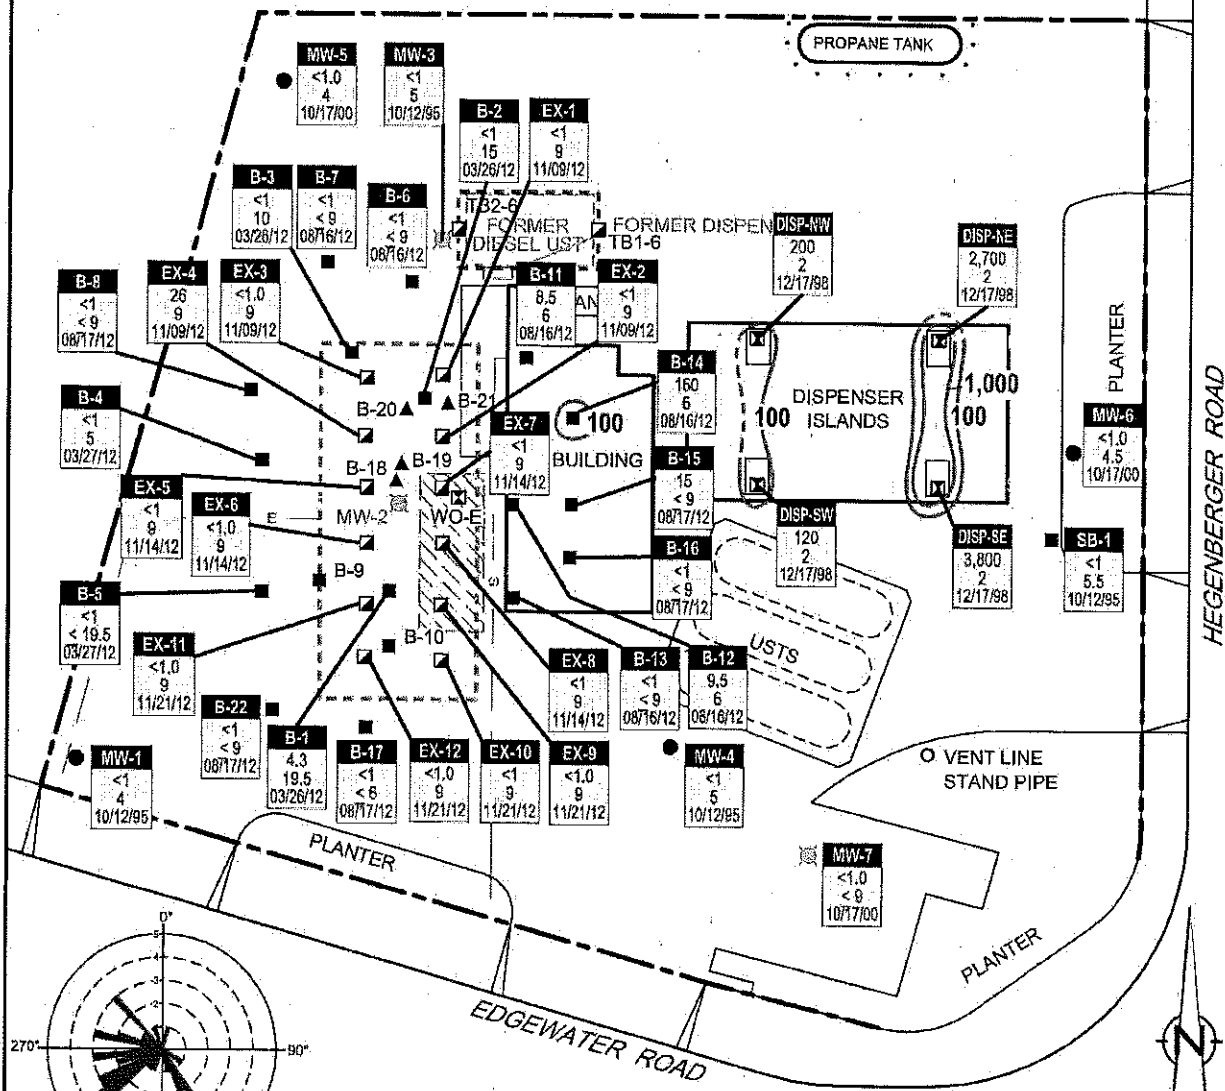 PROPANE TANK
MW-5
<1.0
4
10/17/00
MW-3
<1
5
10/12/95
B-2
<1
15
03/26/12
EX-1
<1
9
11/09/12
B-3
<1
10
03/26/12
B-7
<1
< 9
08/16/12
B-6
<1
< 9
08/16/12
TB2-6
FORMER
DIESEL UST
FORMER DISPEN
TB1-6
DISP-NW
200
2
12/17/98
DISP-NE
2,700
2
12/17/98
B-8
<1
< 9
08/17/12
EX-4
26
9
11/09/12
EX-3
<1.0
9
11/09/12
B-11
8.5
6
08/16/12
AN
EX-2
<1
9
11/09/12
B-14
160
6
08/16/12
PLANTER
HEGENBERGER ROAD
B-4
<1
5
03/27/12
B-20
B-21
EX-7
<1
9
11/14/12
100
BUILDING
100
DISPENSER
ISLANDS
1,000
100
MW-6
<1.0
4.5
10/17/00
B-18
B-19
B-15
15
< 9
08/17/12
EX-5
<1
9
11/14/12
EX-6
<1.0
9
11/14/12
E
MW-2
WO-E
DISP-SW
120
2
12/17/98
DISP-SE
3,800
2
12/17/98
SB-1
<1
5.5
10/12/95
B-16
<1
< 9
08/17/12
B-9
S
B-5
<1
< 19.5
03/27/12
EX-11
<1.0
9
11/21/12
B-10
USTS
EX-8
<1
9
11/14/12
B-13
<1
< 9
08/16/12
B-12
9.5
6
08/16/12
B-22
<1
< 9
08/17/12
B-1
4.3
19.5
03/26/12
B-17
<1
< 6
08/17/12
EX-12
<1.0
9
11/21/12
EX-10
<1
9
11/21/12
EX-9
<1.0
9
11/21/12
MW-1
<1
4
10/12/95
MW-4
<1
5
10/12/95
VENT LINE
STAND PIPE
PLANTER
MW-7
<1.0
< 9
10/17/00
PLANTER
EDGEWATER ROAD
0°
5
4
3
2
270°
90°
N